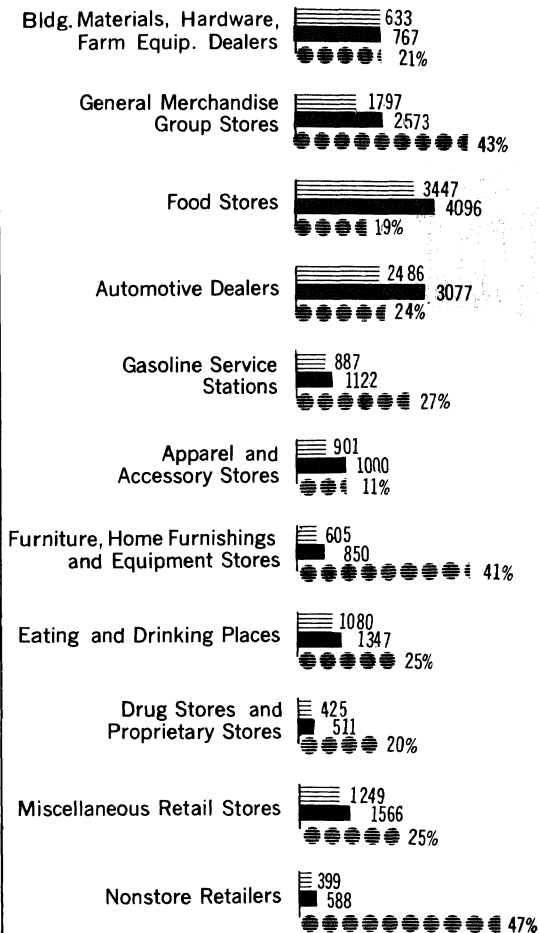 Bldg. Materials, Hardware,
Farm Equip. Dealers
633
767
21%
General Merchandise
Group Stores
1797
2573
43%
Food Stores
3447
4096
19%
Automotive Dealers
2486
3077
24%
Gasoline Service
Stations
887
1122
27%
Apparel and
Accessory Stores
901
1000
11%
Furniture, Home Furnishings
and Equipment Stores
605
850
41%
Eating and Drinking Places
1080
1347
25%
Drug Stores and
Proprietary Stores
425
511
20%
Miscellaneous Retail Stores
1249
1566
25%
Nonstore Retailers
399
588
47%